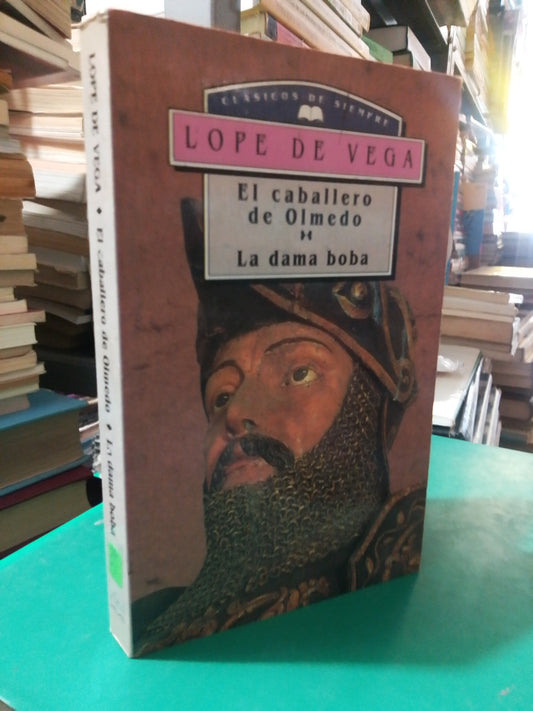 CLÁSICOS DE SIEMPRE
LOPE DE VEGA
El caballero
de Olmedo
La dama boba
LOPE DE VEGA • El caballero de Olmedo • La dama boba